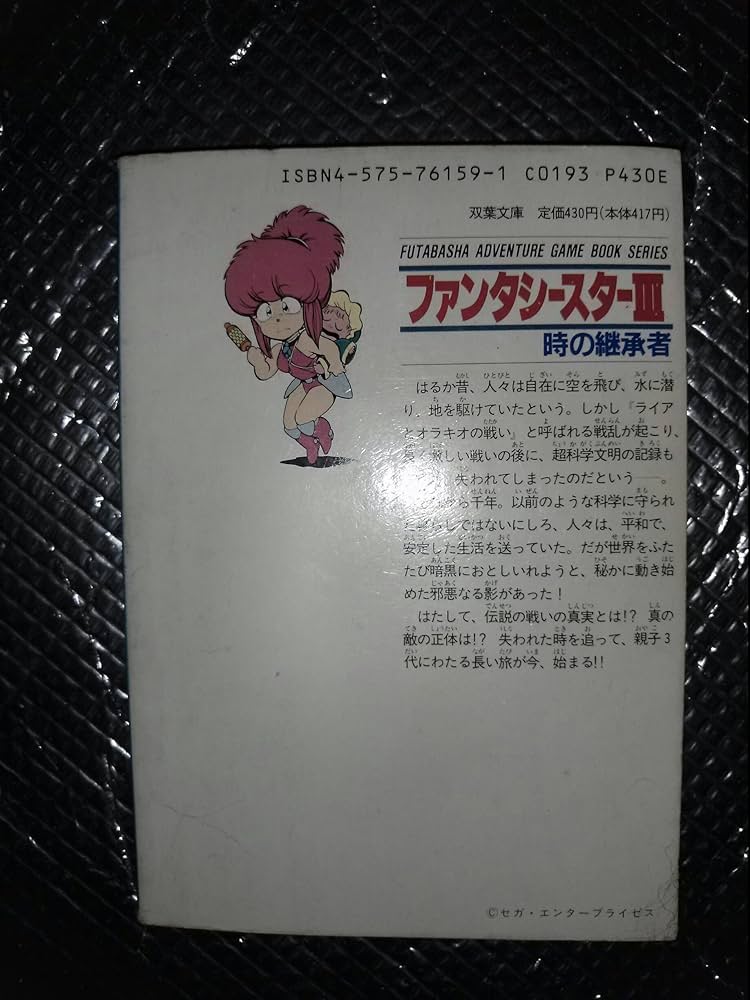 ISBN4-575-76159-1 C0193 P430E
双葉文庫 定価430円(本体417円)
FUTABASHA ADVENTURE GAME BOOK SERIES
ファンタシースターIII
時の継承者
はるか昔、人々は自在に空を飛び、水に潜
り、地を駆けていたという。しかし『ライア
とオラキオの戦い』と呼ばれる戦乱が起こり、
長く厳しい戦いの後に、超科学文明の記録も
失われてしまったのだという――。
から千年。以前のような科学に守られ
た暮らしではないにしろ、人々は、平和で、
安定した生活を送っていた。だが世界をふた
たび暗黒におとしいれようと、秘かに動き始
めた邪悪なる影があった!
はたして、伝説の戦いの真実とは!? 真の
敵の正体は!? 失われた時を追って、親子3
代にわたる長い旅が今、始まる!!
©セガ・エンタープライゼス